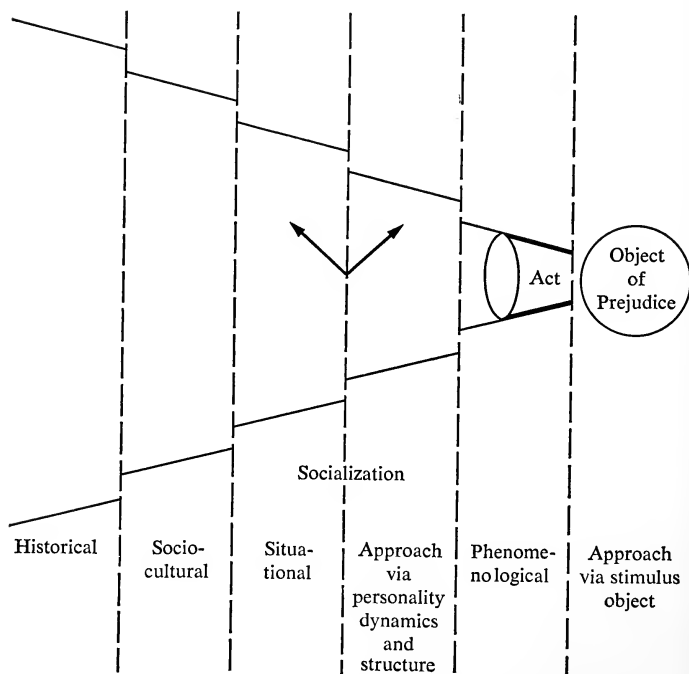 Object
of
Prejudice
Act
Socialization
Historical
Socio-
cultural
Situa-
tional
Approach
via
personality
dynamics
and
structure
Phenome-
nological
Approach
via stimulus
object